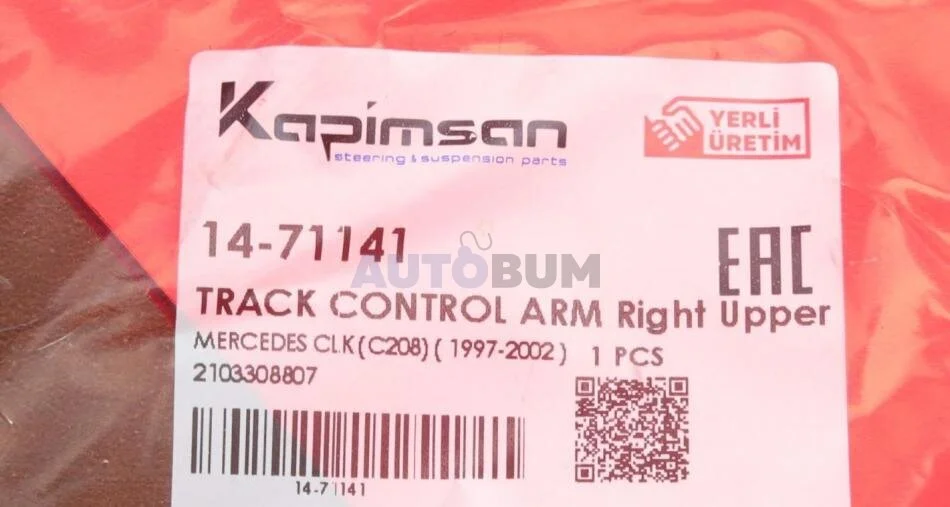 Kapimsan
steering & suspension parts
YERLİ
ÜRETİM
14-71141
EAC
AUTOBUM
TRACK CONTROL ARM Right Upper
MERCEDES CLK(C208) ( 1997-2002 ) 1 PCS
2103308807
14-71141